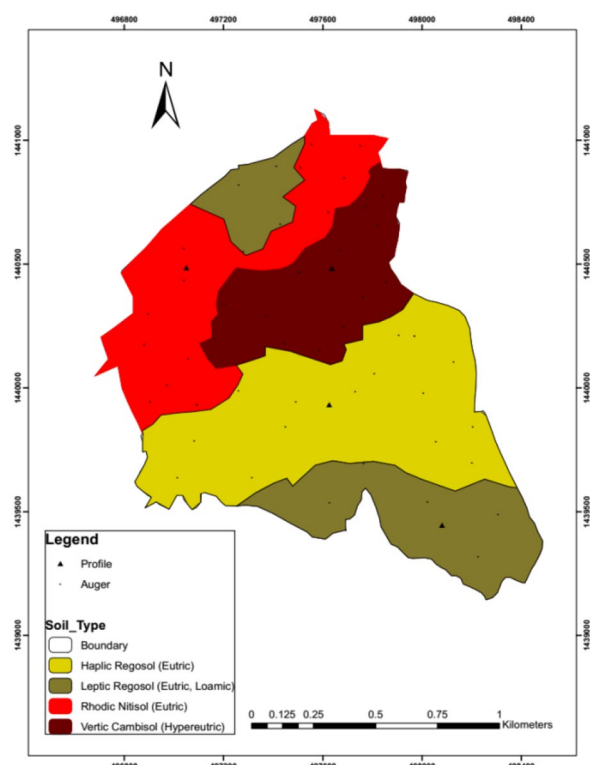 496800 497200 497600 498000 498400
N
1441000 1441000
1440500 1440500
1440000 1440000
1439500 1439500
1439000 1439000
Legend
Profile
Auger
Soil_Type
Boundary
Haplic Regosol (Eutric)
Leptic Regosol (Eutric, Loamic)
Rhodic Nitisol (Eutric)
Vertic Cambisol (Hypereutric)
0 0.125 0.25 0.5 0.75 1
Kilometers